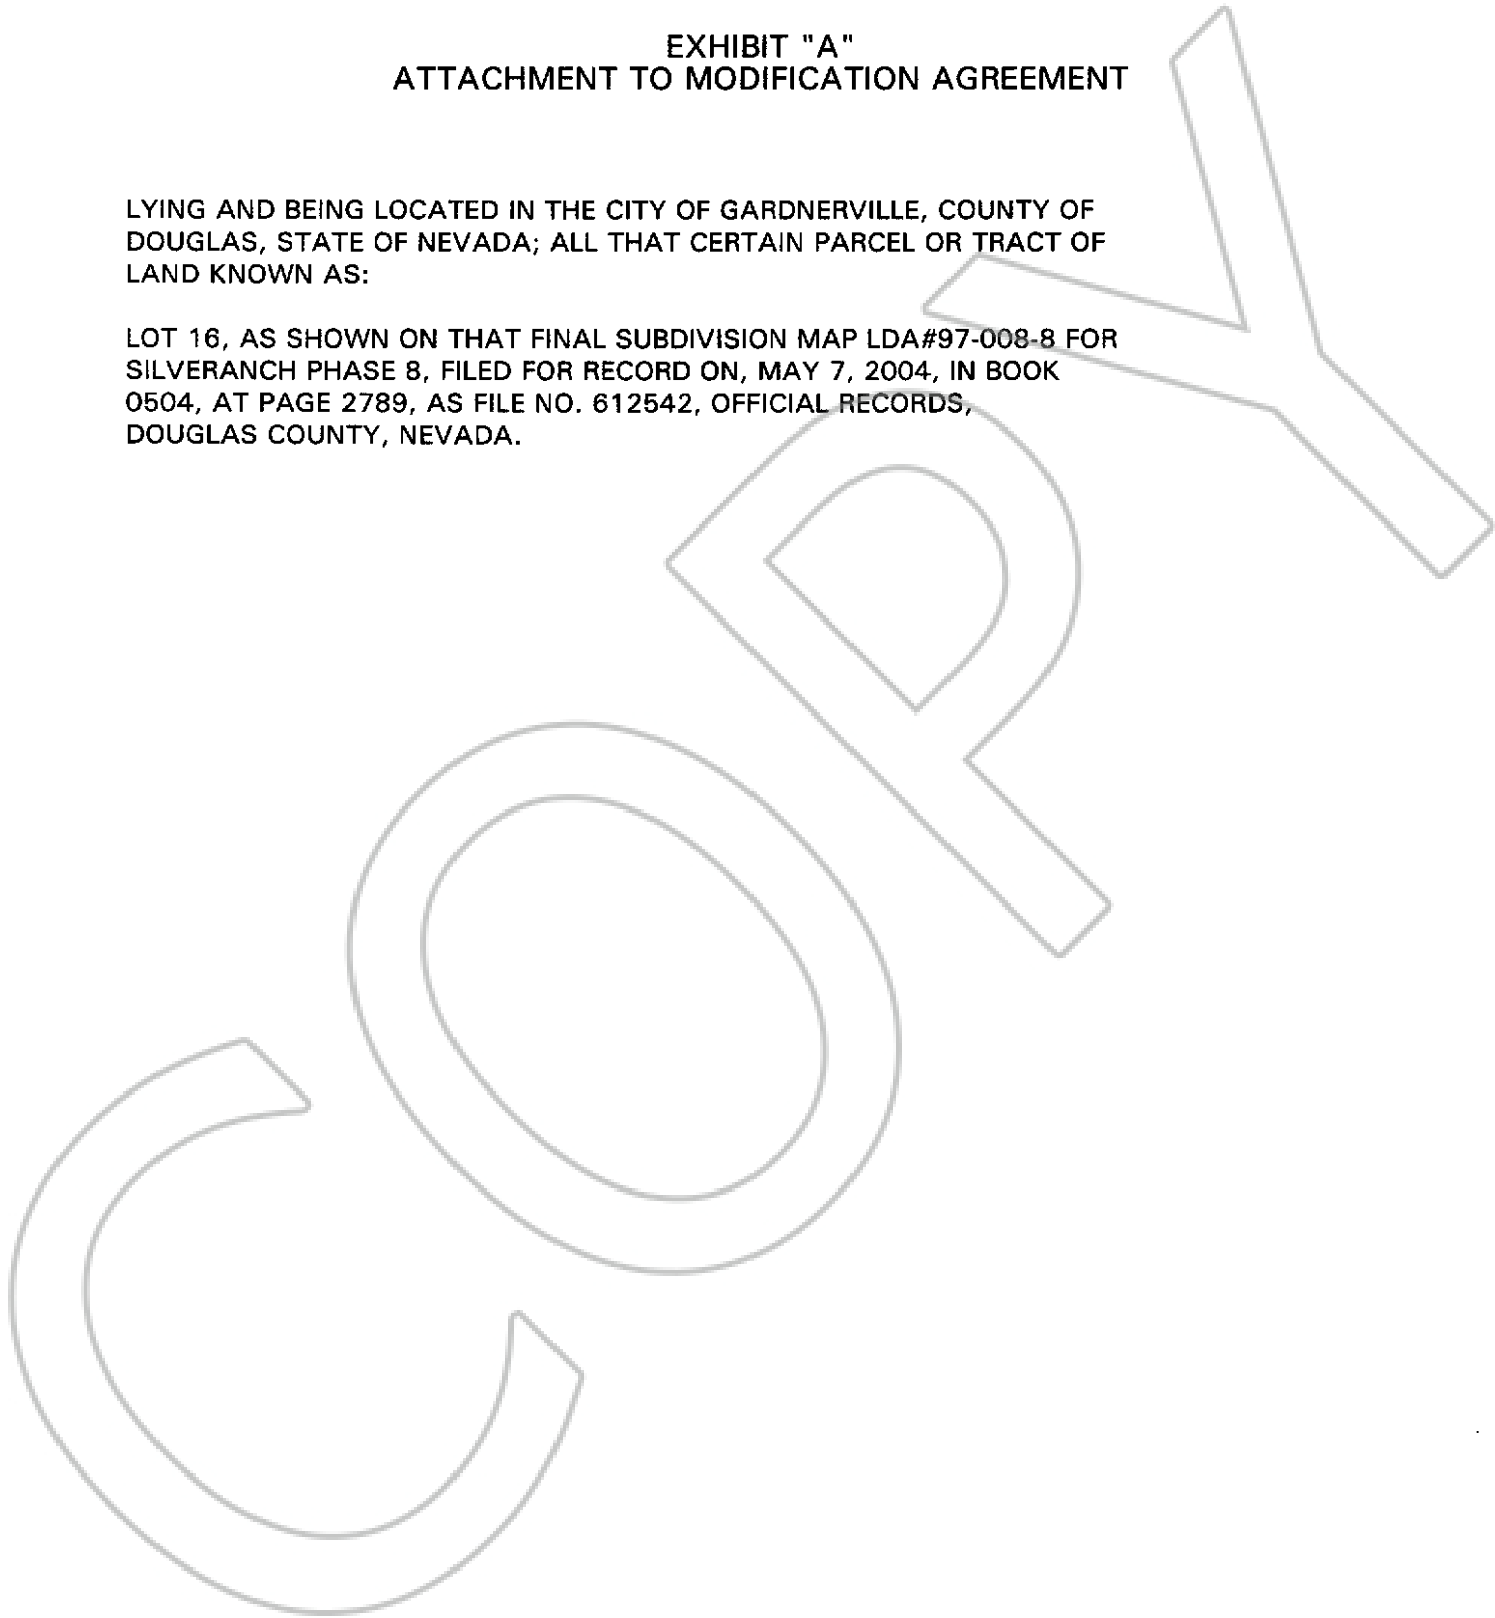 EXHIBIT "A"
ATTACHMENT TO MODIFICATION AGREEMENT
LYING AND BEING LOCATED IN THE CITY OF GARDNERVILLE, COUNTY OF
DOUGLAS, STATE OF NEVADA; ALL THAT CERTAIN PARCEL OR TRACT OF
LAND KNOWN AS:
LOT 16, AS SHOWN ON THAT FINAL SUBDIVISION MAP LDA#97-008-8 FOR
SILVERANCH PHASE 8, FILED FOR RECORD ON, MAY 7, 2004, IN BOOK
0504, AT PAGE 2789, AS FILE NO. 612542, OFFICIAL RECORDS,
DOUGLAS COUNTY, NEVADA.
COPY